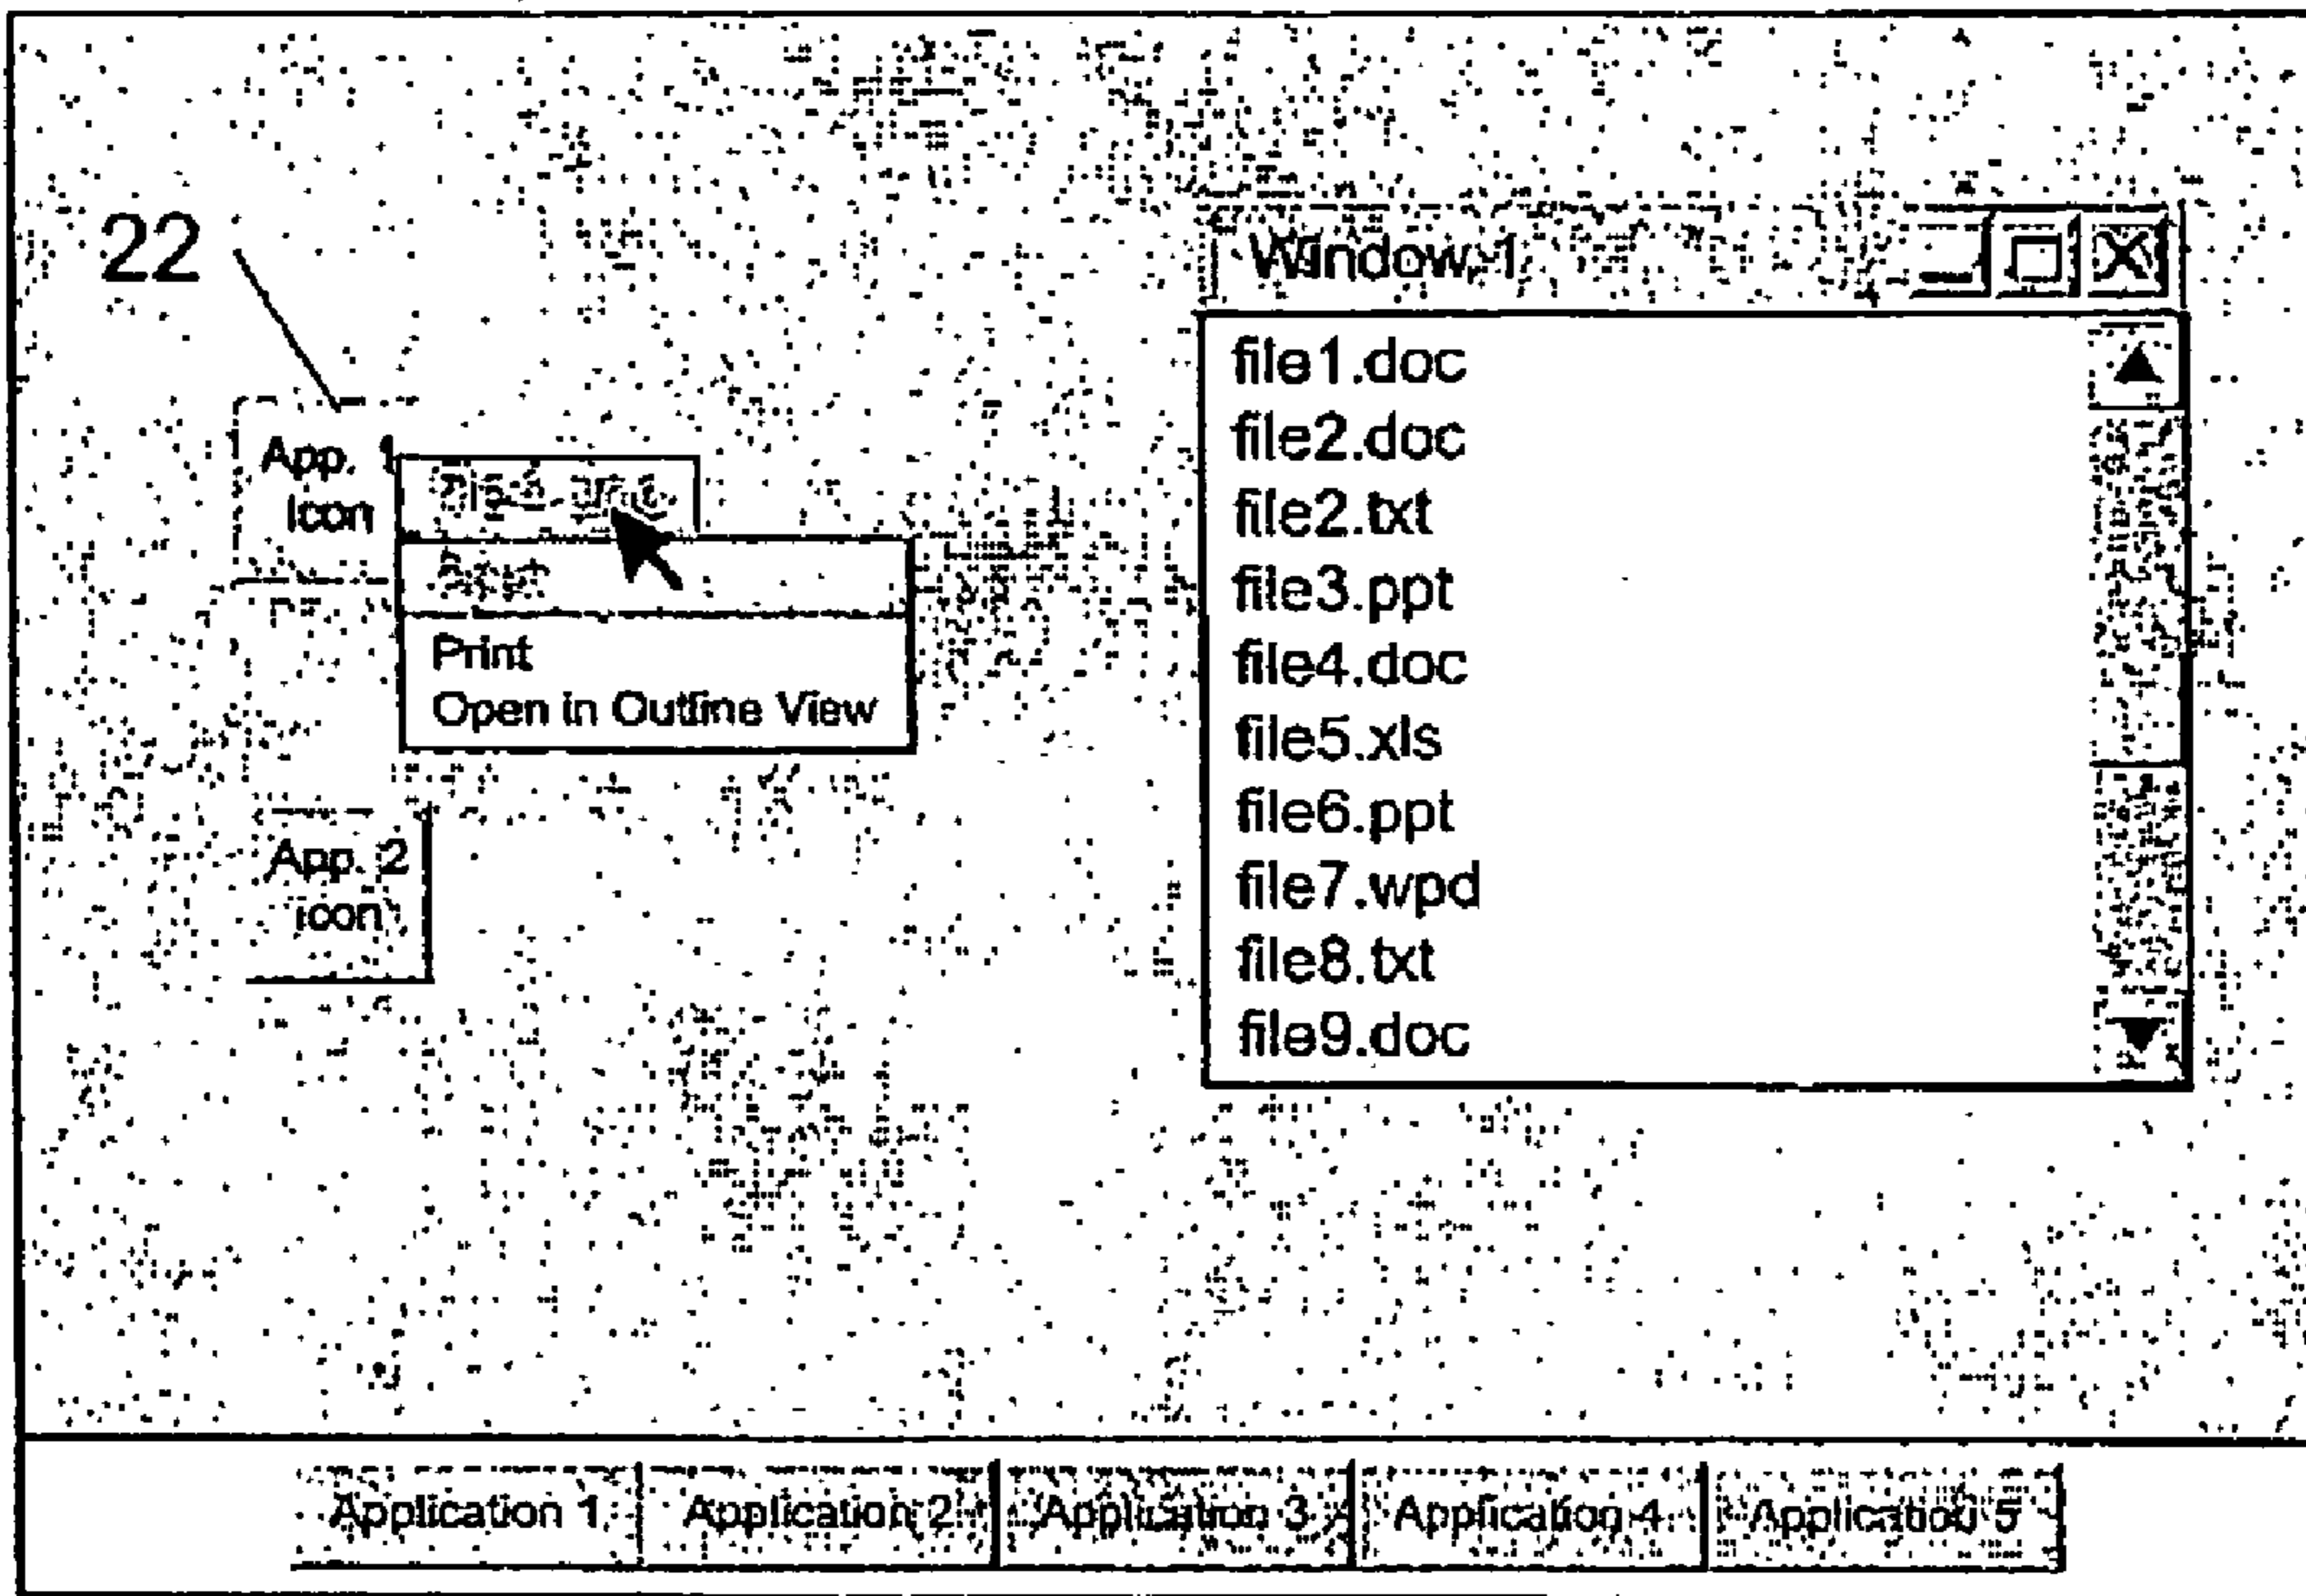 22
Window 1
App. 1
Icon
Print
Open in Outline View
App. 2
icon
file1.doc
file2.doc
file2.txt
file3.ppt
file4.doc
file5.xls
file6.ppt
file7.wpd
file8.txt
file9.doc
Application 1
Application 2
Application 3
Application 4
Application 5